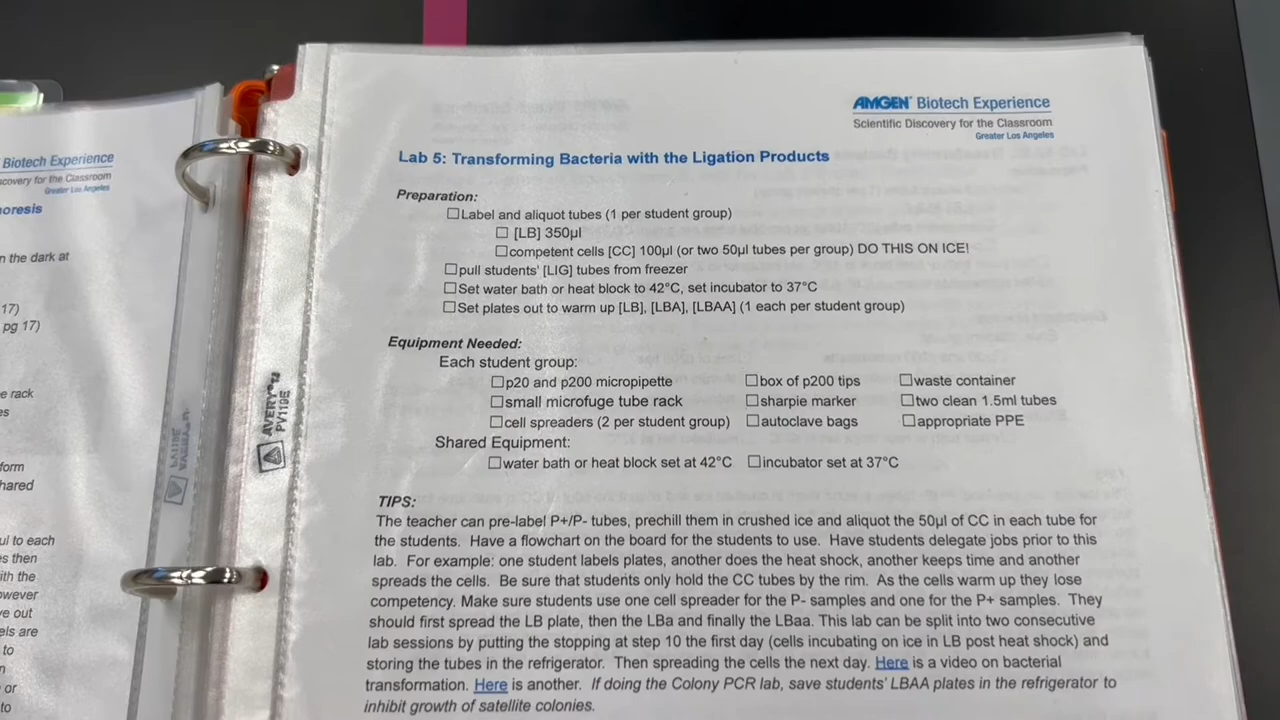 Biotech Experience
covery for the Classroom
Greater Los Angeles
oresis
n the dark at
17)
pg 17)
e rack
es
form
hared
ul to each
s then
ith the
owever
ve out
els are
to
n
or
to
AVERY
PV119E
AMGEN Biotech Experience
Scientific Discovery for the Classroom
Greater Los Angeles
Lab 5: Transforming Bacteria with the Ligation Products
Preparation:
☐Label and aliquot tubes (1 per student group)
☐ [LB] 350µl
☐competent cells [CC] 100µl (or two 50µl tubes per group) DO THIS ON ICE!
☐pull students' [LIG] tubes from freezer
☐Set water bath or heat block to 42°C, set incubator to 37°C
☐Set plates out to warm up [LB], [LBA], [LBAA] (1 each per student group)
Equipment Needed:
Each student group:
☐p20 and p200 micropipette ☐box of p200 tips ☐waste container
☐small microfuge tube rack ☐sharpie marker ☐two clean 1.5ml tubes
☐cell spreaders (2 per student group) ☐autoclave bags ☐appropriate PPE
Shared Equipment:
☐water bath or heat block set at 42°C ☐incubator set at 37°C
TIPS:
The teacher can pre-label P+/P- tubes, prechill them in crushed ice and aliquot the 50µl of CC in each tube for
the students. Have a flowchart on the board for the students to use. Have students delegate jobs prior to this
lab. For example: one student labels plates, another does the heat shock, another keeps time and another
spreads the cells. Be sure that students only hold the CC tubes by the rim. As the cells warm up they lose
competency. Make sure students use one cell spreader for the P- samples and one for the P+ samples. They
should first spread the LB plate, then the LBa and finally the LBaa. This lab can be split into two consecutive
lab sessions by putting the stopping at step 10 the first day (cells incubating on ice in LB post heat shock) and
storing the tubes in the refrigerator. Then spreading the cells the next day. Here is a video on bacterial
transformation. Here is another. If doing the Colony PCR lab, save students' LBAA plates in the refrigerator to
inhibit growth of satellite colonies.